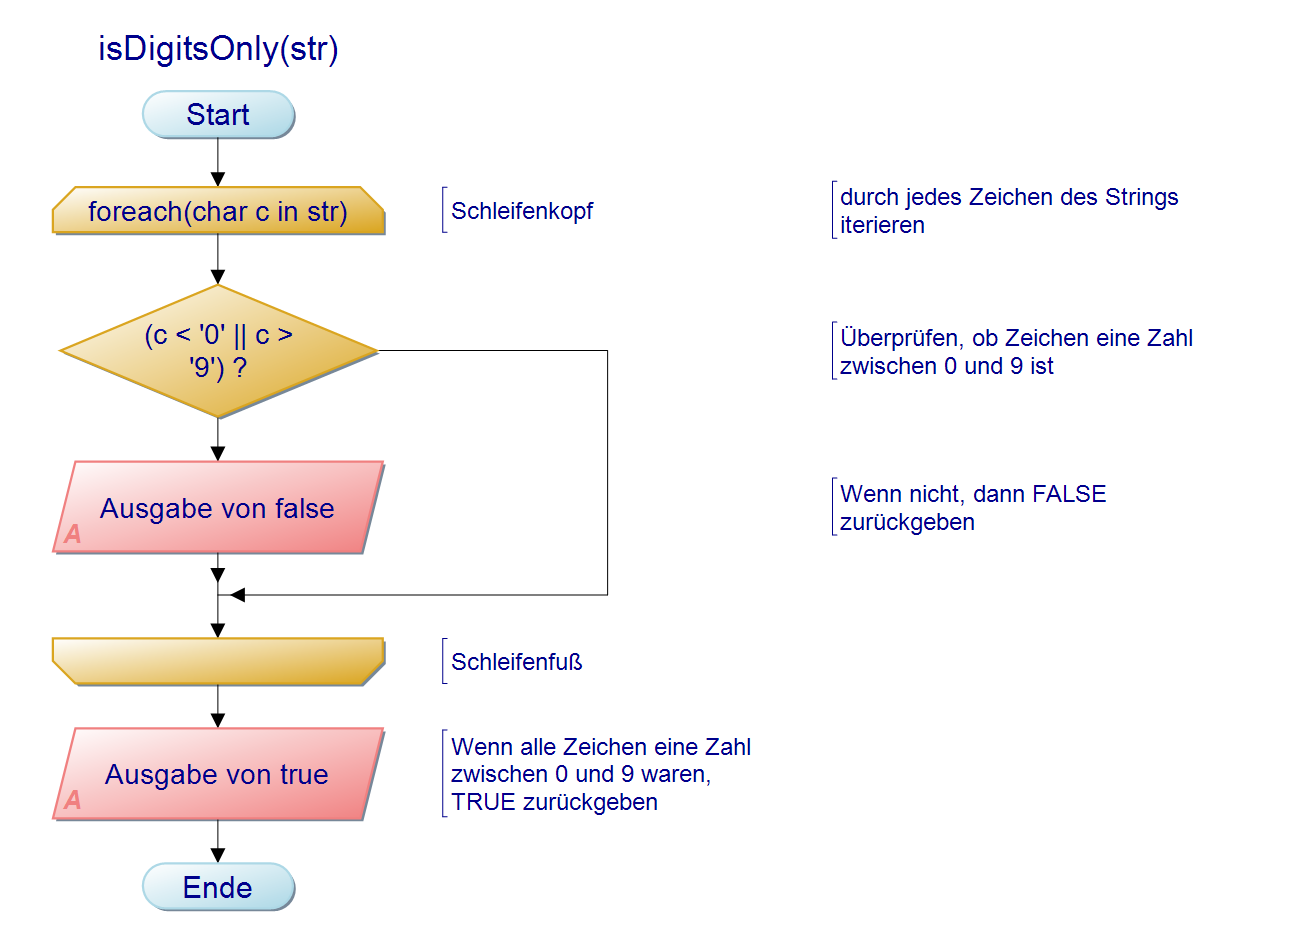 isDigitsOnly(str)
Start
foreach(char c in str)
Schleifenkopf
durch jedes Zeichen des Strings
iterieren
(c < '0' || c >
'9') ?
Überprüfen, ob Zeichen eine Zahl
zwischen 0 und 9 ist
Ausgabe von false
A
Wenn nicht, dann FALSE
zurückgeben
Schleifenfuß
Ausgabe von true
A
Wenn alle Zeichen eine Zahl
zwischen 0 und 9 waren,
TRUE zurückgeben
Ende